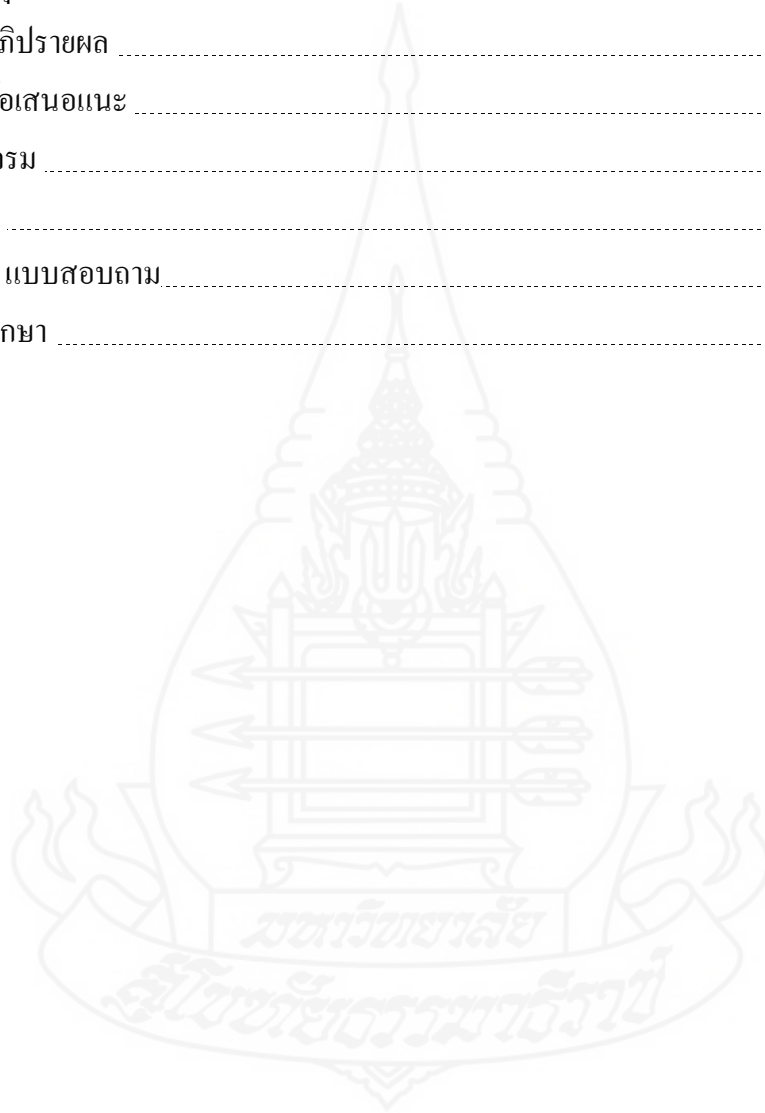 ภิปรายผล
อเสนอแนะ
กรม
แบบสอบถาม
กษา
มหาวิทยาลัย
สุโขทัยธรรมาธิราช